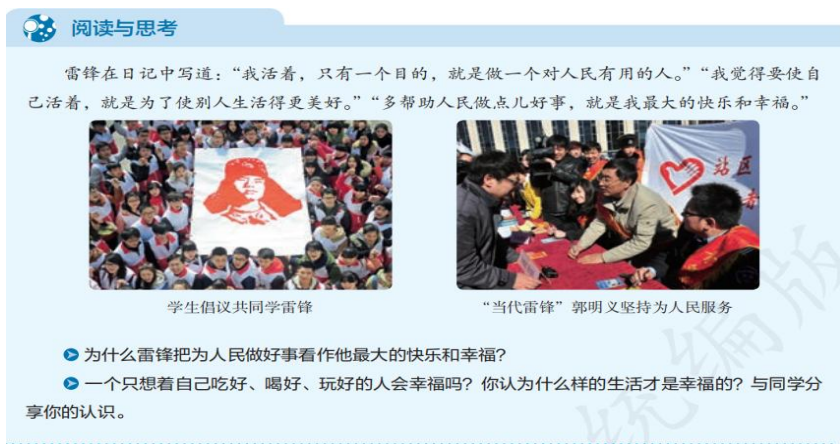 阅读与思考
雷锋在日记中写道：“我活着，只有一个目的，就是做一个对人民有用的人。”“我觉得要使自
己活着，就是为了使别人生活得更美好。”“多帮助人民做点儿好事，就是我最大的快乐和幸福。”
站区
者
学生倡议共同学雷锋
“当代雷锋”郭明义坚持为人民服务
为什么雷锋把为人民做好事看作他最大的快乐和幸福？
一个只想着自己吃好、喝好、玩好的人会幸福吗？你认为什么样的生活才是幸福的？与同学分
享你的认识。
统编版